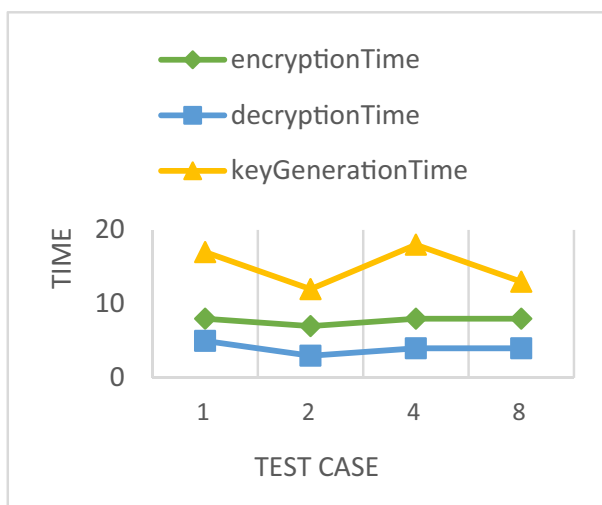 encryptionTime
decryptionTime
keyGenerationTime
20
10
0
TIME
1 2 4 8
TEST CASE